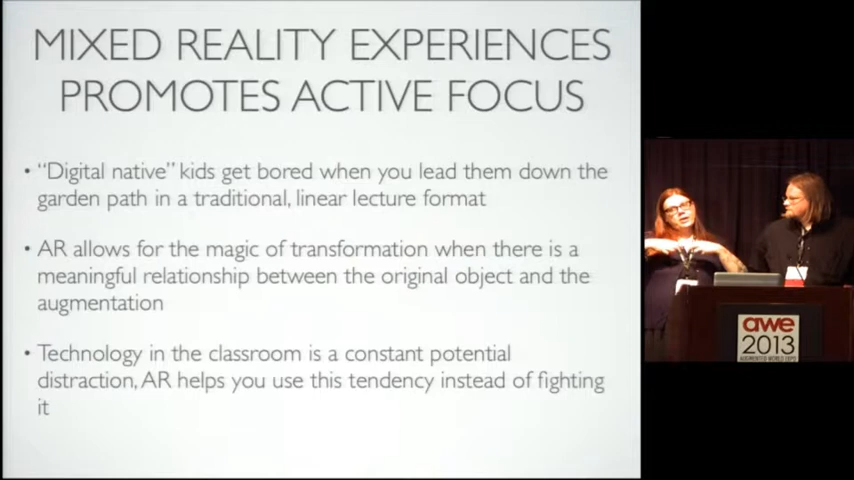 MIXED REALITY EXPERIENCES
PROMOTES ACTIVE FOCUS
• “Digital native” kids get bored when you lead them down the
garden path in a traditional, linear lecture format
• AR allows for the magic of transformation when there is a
meaningful relationship between the original object and the
augmentation
• Technology in the classroom is a constant potential
distraction, AR helps you use this tendency instead of fighting
it
awe
2013
AUGMENTED WORLD EXPO